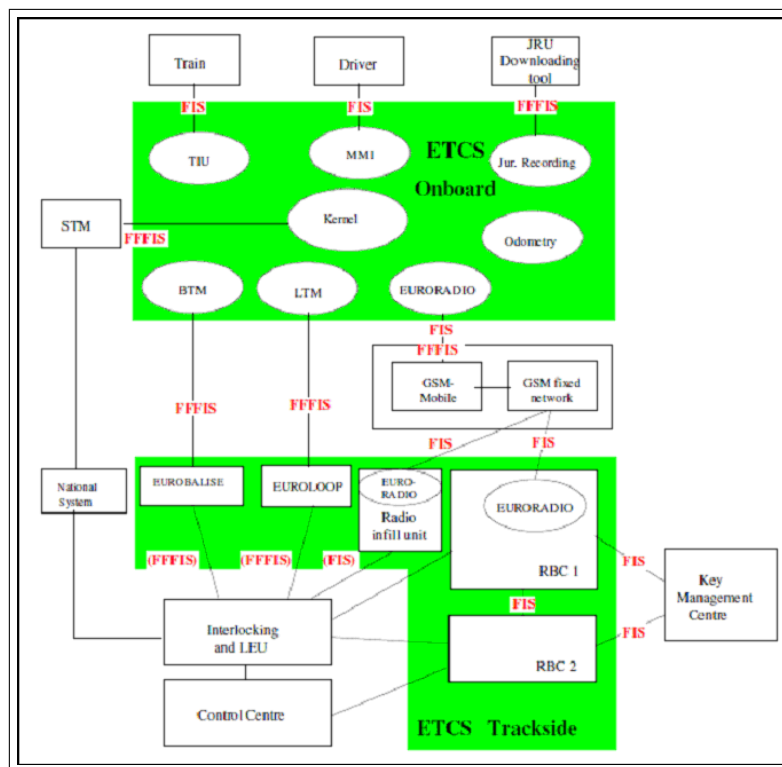 Train
Driver
JRU
Downloading
tool
FIS
FIS
FFFIS
TIU
MMI
ETCS
Jur. Recording
Onboard
Kernel
STM
FFFIS
Odometry
BTM
LTM
EURORADIO
FIS
FFFIS
GSM-
Mobile
GSM fixed
network
FFFIS
FFFIS
FIS
FIS
National
System
EUROBALISE
EUROLOOP
EURO-
RADIO
Radio
infill unit
EURORADIO
(FFFIS)
(FFFIS)
(FIS)
RBC 1
FIS
Key
Management
Centre
FIS
FIS
Interlocking
and LEU
RBC 2
Control Centre
ETCS Trackside